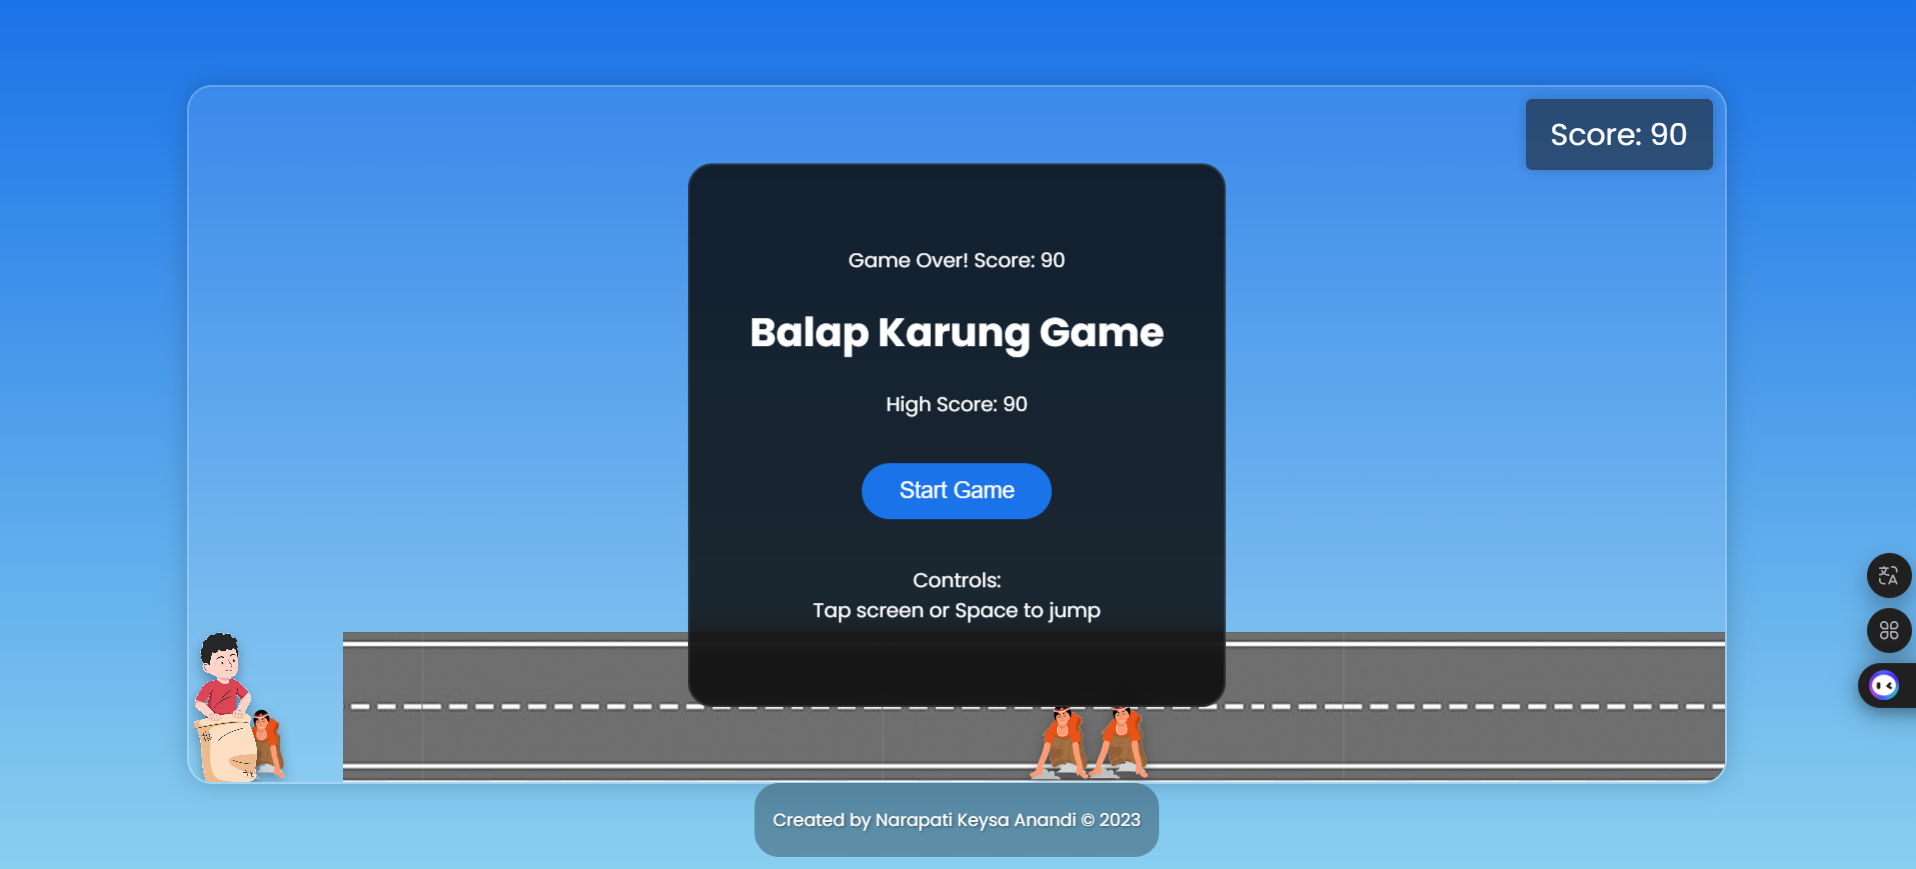 Score: 90
Game Over! Score: 90
Balap Karung Game
High Score: 90
Start Game
Controls:
Tap screen or Space to jump
Created by Narapati Keysa Anandi © 2023